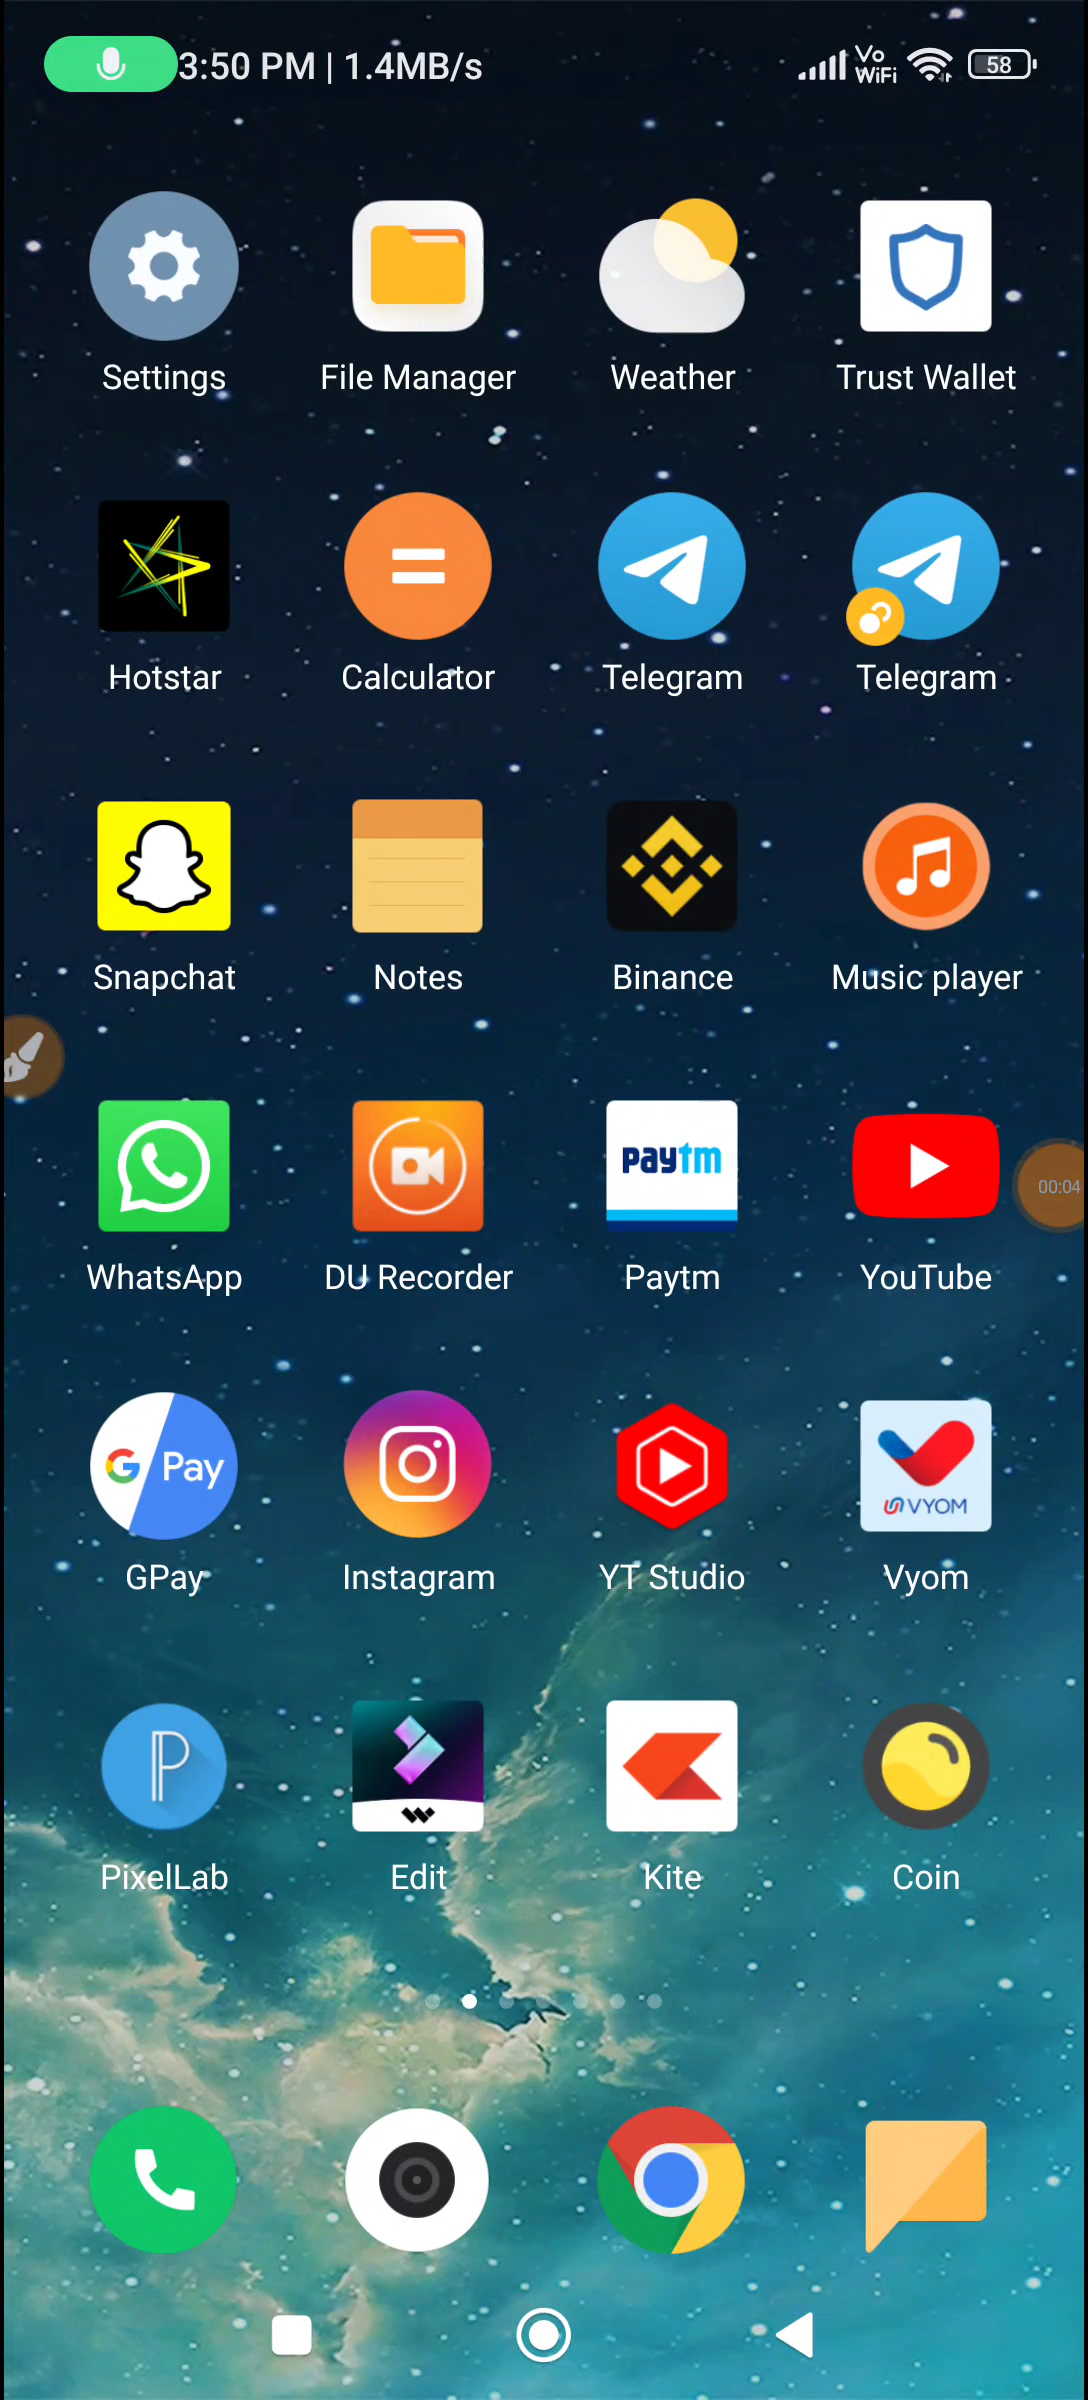 3:50 PM | 1.4MB/s Vo WiFi 58
Settings File Manager Weather Trust Wallet
Hotstar Calculator Telegram Telegram
Snapchat Notes Binance Music player
paytm
00:04
WhatsApp DU Recorder Paytm YouTube
G Pay VYOM
GPay Instagram YT Studio Vyom
P
PixelLab Edit Kite Coin